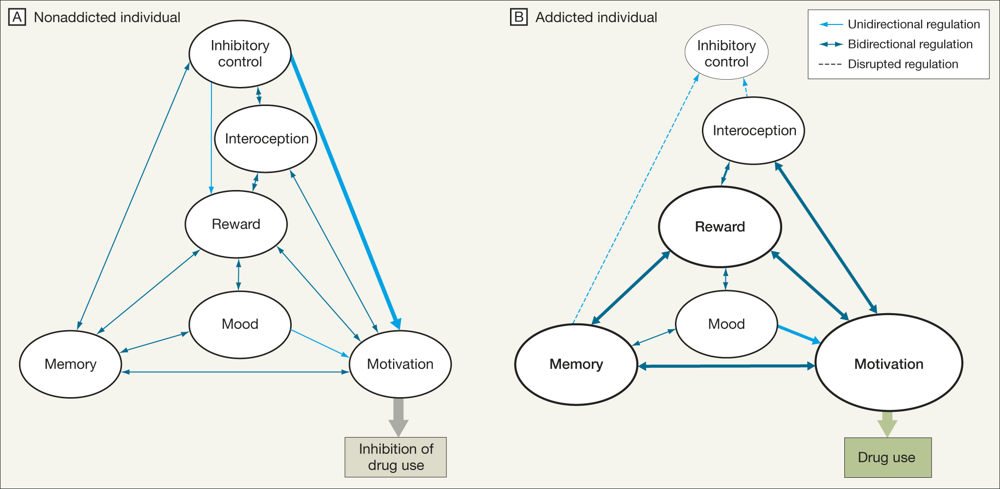 A Nonaddicted individual
Inhibitory
control
Interoception
Reward
Mood
Memory
Motivation
Inhibition of
drug use
B Addicted individual
Unidirectional regulation
Bidirectional regulation
Disrupted regulation
Inhibitory
control
Interoception
Reward
Mood
Memory
Motivation
Drug use